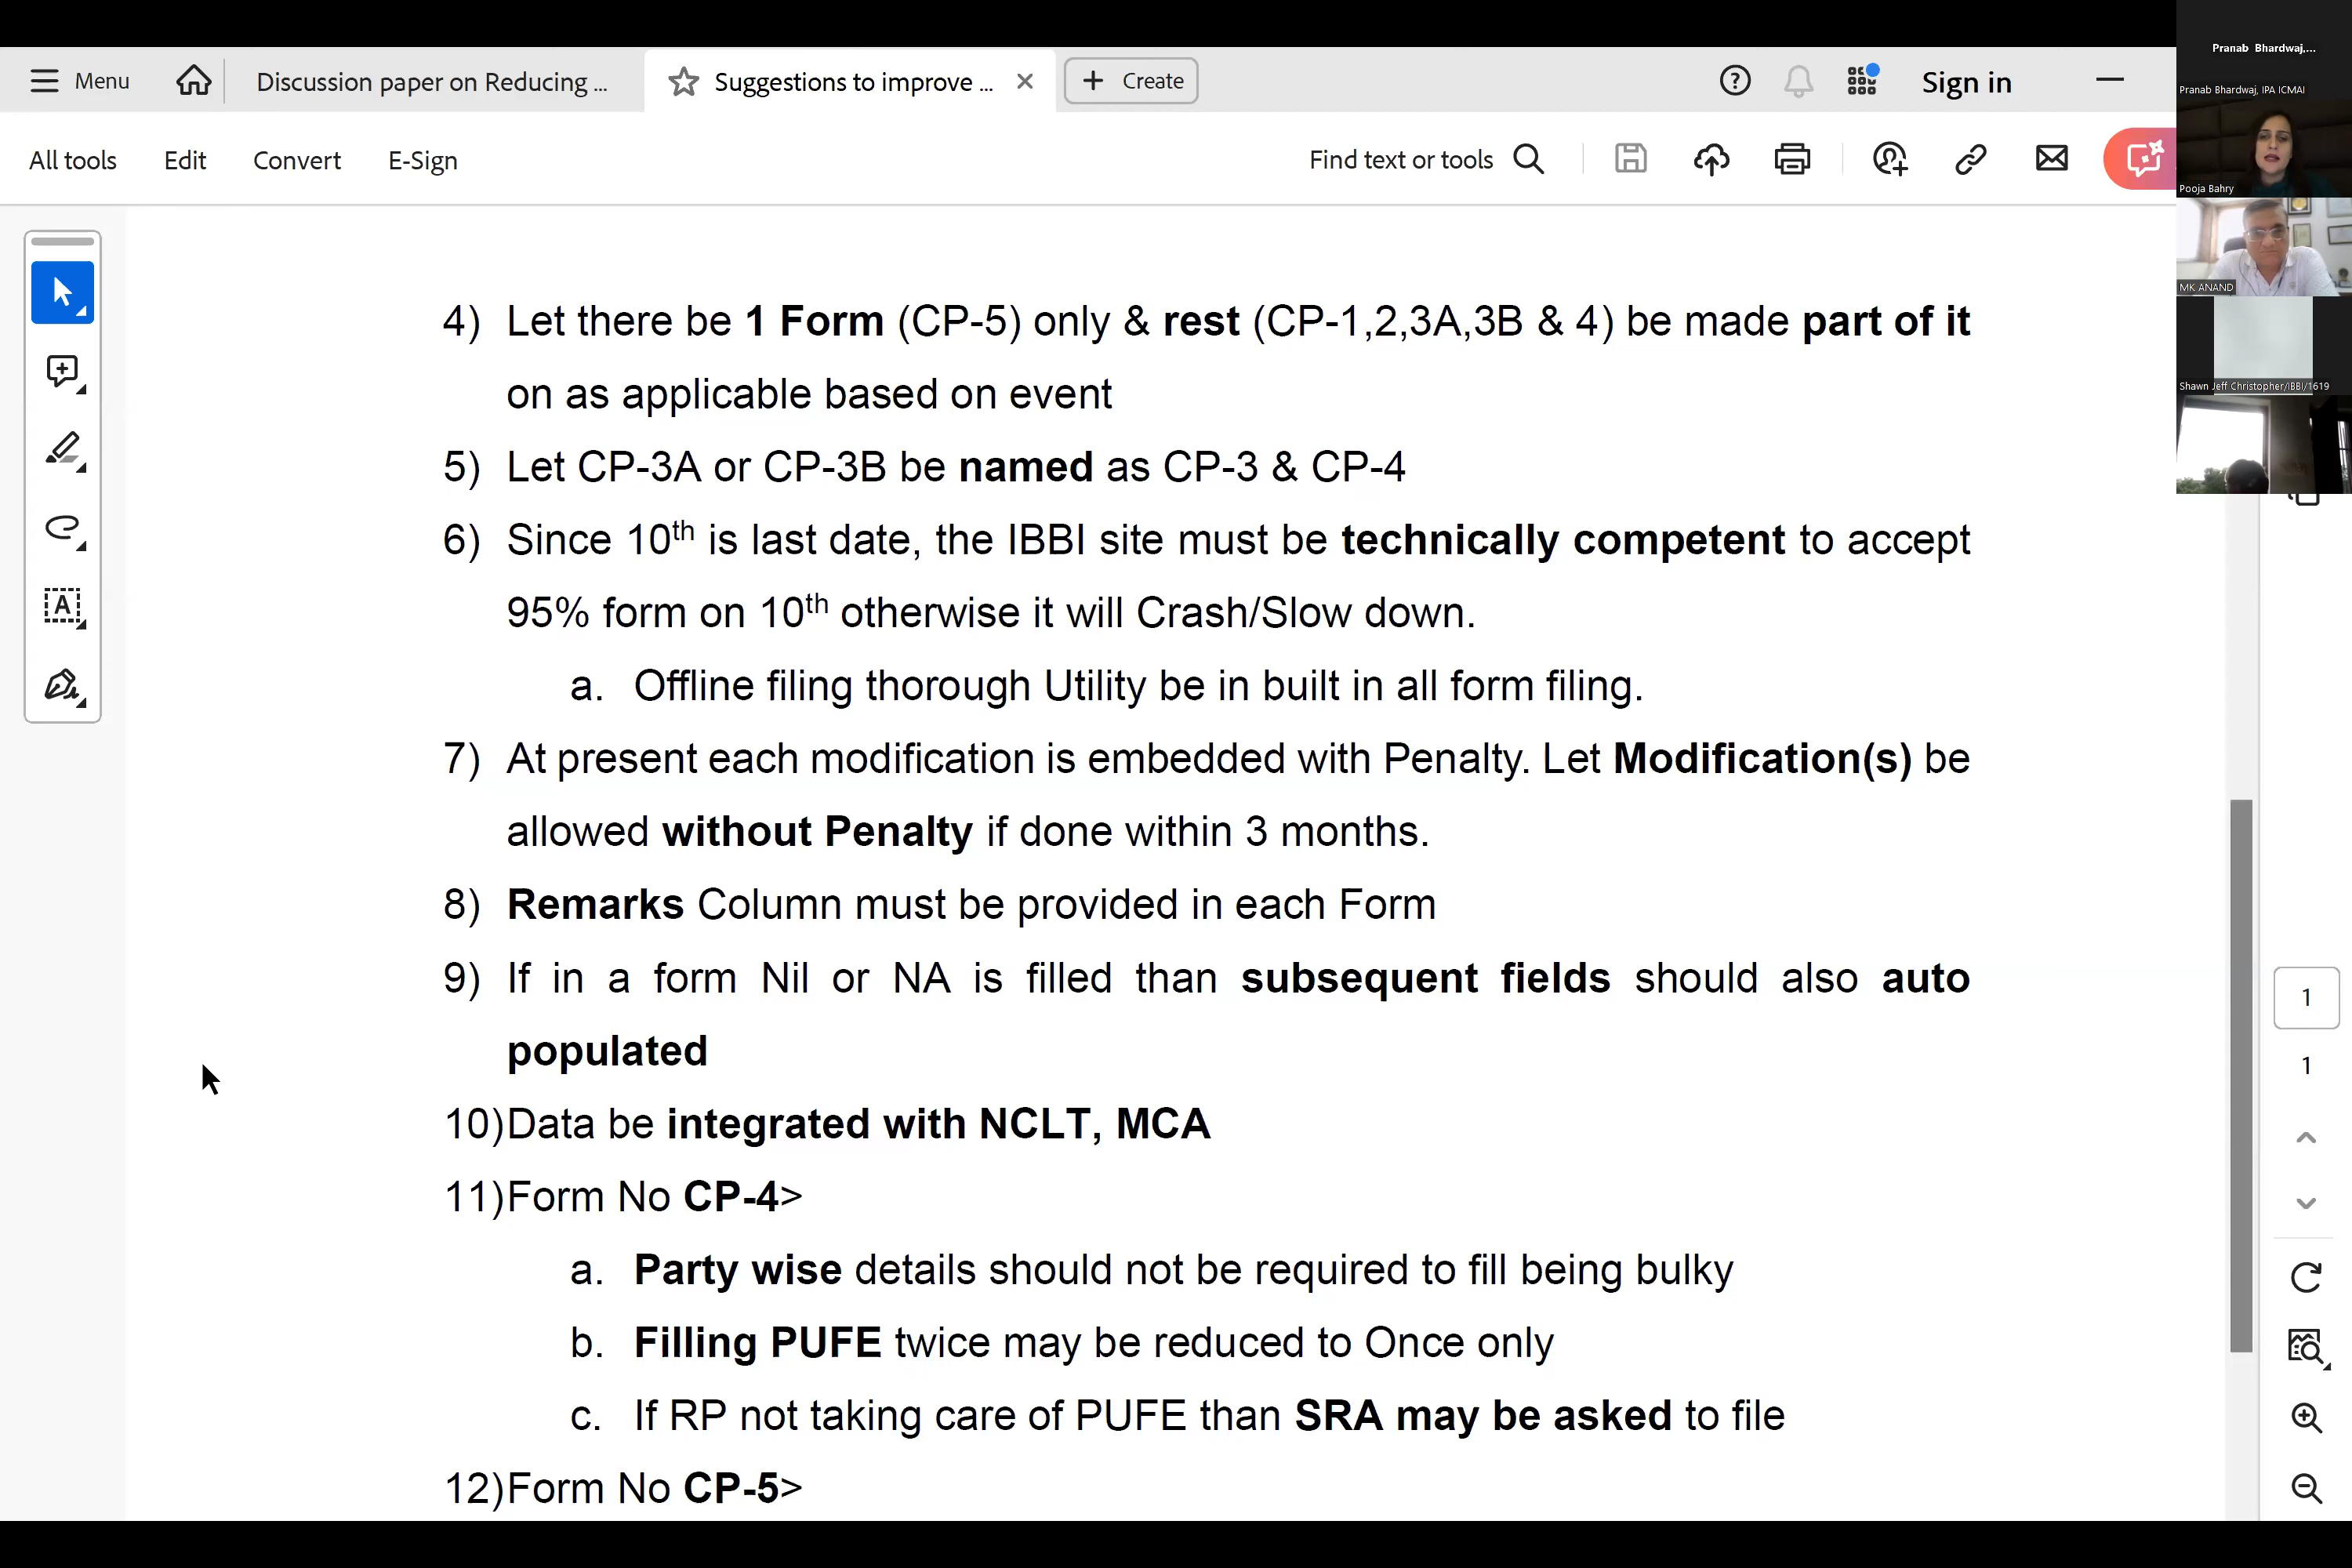 Menu
Discussion paper on Reducing ...
Suggestions to improve ...
Create
Sign in
All tools
Edit
Convert
E-Sign
Find text or tools
Pranab Bhardwaj,...
Pranab Bhardwaj, IPA ICMAI
Pooja Bahry
MK ANAND
Shawn Jeff Christopher/IBBI/1619
4) Let there be 1 Form (CP-5) only & rest (CP-1,2,3A,3B & 4) be made part of it
on as applicable based on event
5) Let CP-3A or CP-3B be named as CP-3 & CP-4
6) Since 10th is last date, the IBBI site must be technically competent to accept
95% form on 10th otherwise it will Crash/Slow down.
a. Offline filing thorough Utility be in built in all form filing.
7) At present each modification is embedded with Penalty. Let Modification(s) be
allowed without Penalty if done within 3 months.
8) Remarks Column must be provided in each Form
9) If in a form Nil or NA is filled than subsequent fields should also auto
populated
10)Data be integrated with NCLT, MCA
11)Form No CP-4>
a. Party wise details should not be required to fill being bulky
b. Filling PUFE twice may be reduced to Once only
c. If RP not taking care of PUFE than SRA may be asked to file
12)Form No CP-5>
1
1